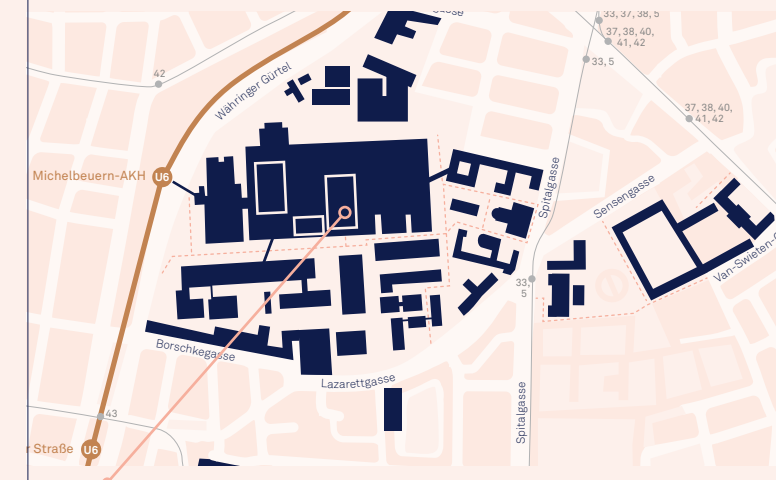 33, 37, 38, 5
37, 38, 40,
41, 42
33, 5
42
Währinger Gürtel
37, 38, 40,
41, 42
Michelbeuern-AKH U6
Spitalgasse
Sensengasse
Van-Swieten-G
33,
5
Borschkegasse
Lazarettgasse
Spitalgasse
43
r Straße U6